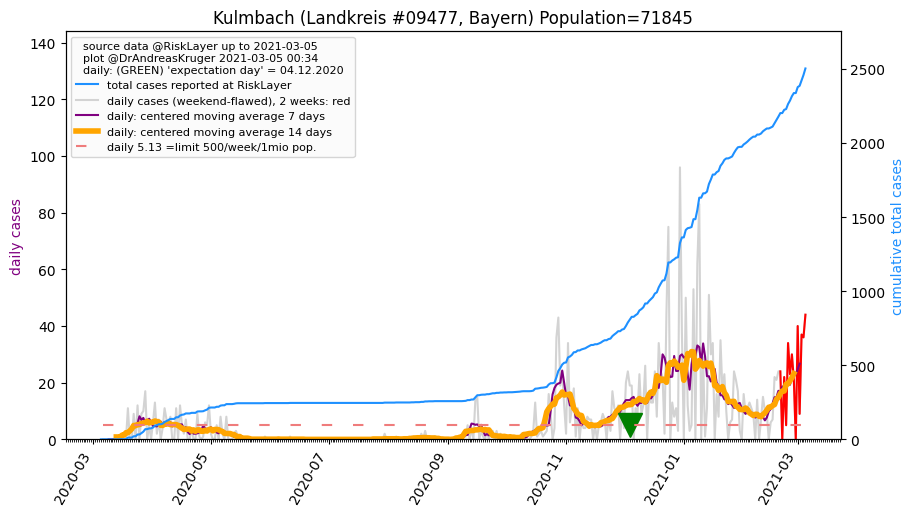 Kulmbach (Landkreis #09477, Bayern) Population=71845
source data @RiskLayer up to 2021-03-05
plot @DrAndreasKruger 2021-03-05 00:34
daily: (GREEN) 'expectation day' = 04.12.2020
total cases reported at RiskLayer
daily cases (weekend-flawed), 2 weeks: red
daily: centered moving average 7 days
daily: centered moving average 14 days
daily 5.13 =limit 500/week/1mio pop.
daily cases
140
120
100
80
60
40
20
0
cumulative total cases
2500
2000
1500
1000
500
0
2020-03
2020-05
2020-07
2020-09
2020-11
2021-01
2021-03